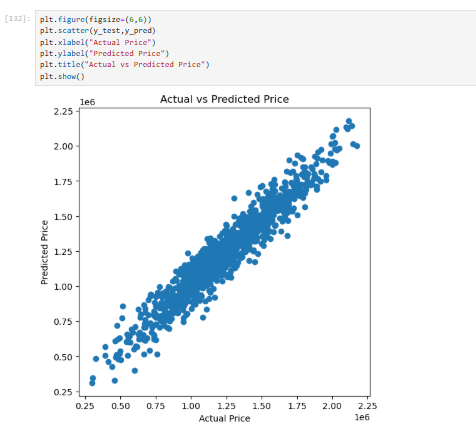 [132]: plt.figure(figsize=(6,6))
plt.scatter(y_test,y_pred)
plt.xlabel("Actual Price")
plt.ylabel("Predicted Price")
plt.title("Actual vs Predicted Price")
plt.show()
1e6
Actual vs Predicted Price
2.25
2.00
1.75
1.50
1.25
1.00
0.75
0.50
0.25
Predicted Price
0.25 0.50 0.75 1.00 1.25 1.50 1.75 2.00 2.25
Actual Price
1e6